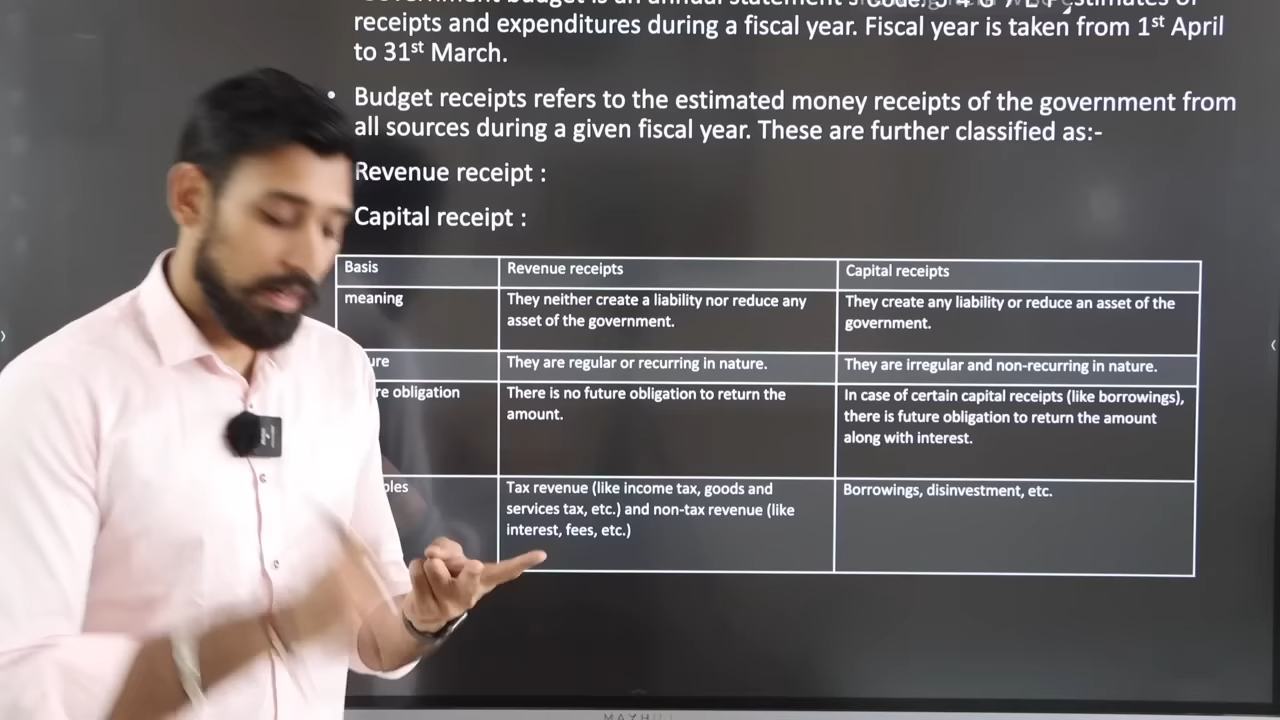 Government budget is an annual statement
receipts and expenditures during a fiscal year. Fiscal year is taken from 1st April
to 31st March.
• Budget receipts refers to the estimated money receipts of the government from
all sources during a given fiscal year. These are further classified as:-
Revenue receipt :
Capital receipt :
Basis Revenue receipts Capital receipts
meaning They neither create a liability nor reduce any They create any liability or reduce an asset of the
asset of the government. government.
They are regular or recurring in nature. They are irregular and non-recurring in nature.
obligation There is no future obligation to return the In case of certain capital receipts (like borrowings),
amount. there is future obligation to return the amount
along with interest.
Tax revenue (like income tax, goods and Borrowings, disinvestment, etc.
services tax, etc.) and non-tax revenue (like
interest, fees, etc.)